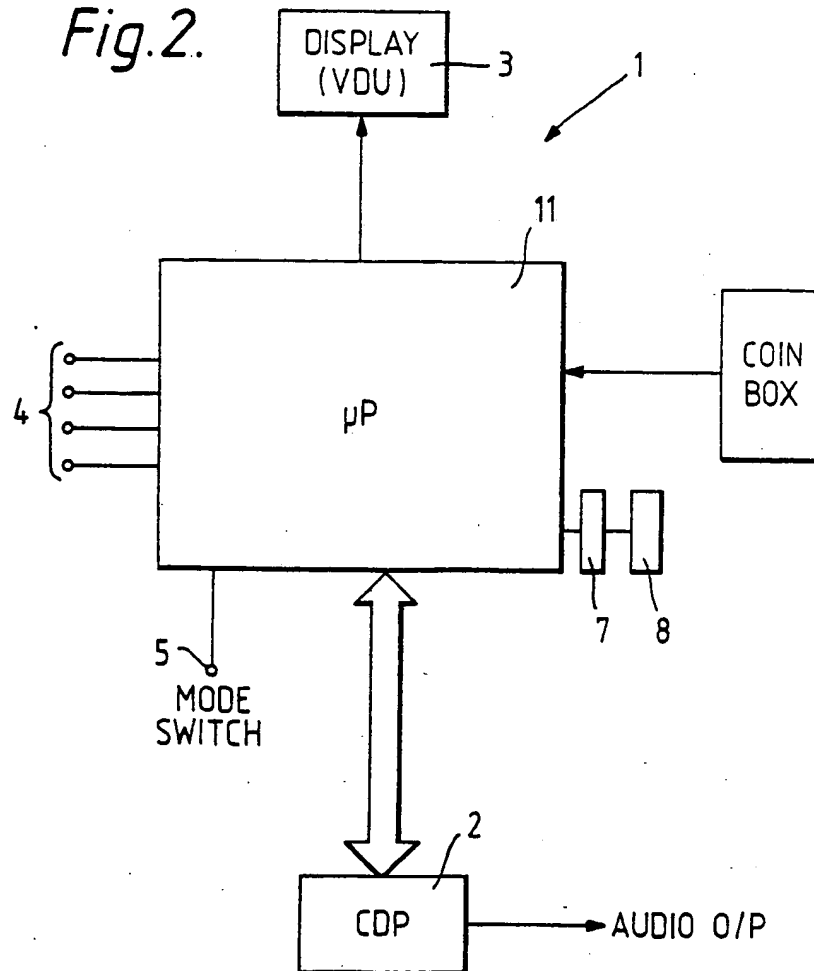 Fig.2.
DISPLAY
(VDU)
3
1
11
COIN
BOX
4
µP
7
8
5
MODE
SWITCH
2
CDP
AUDIO O/P